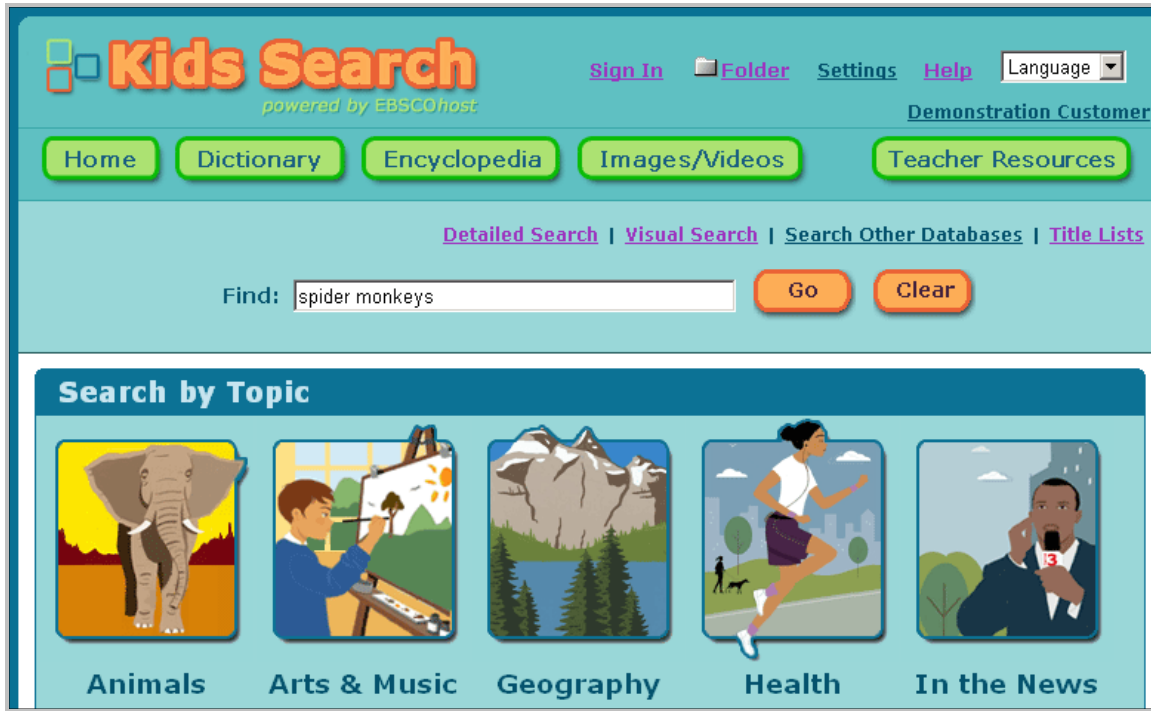 Kids Search
powered by EBSCOhost
Sign In Folder Settings Help Language
Demonstration Customer
Home Dictionary Encyclopedia Images/Videos Teacher Resources
Detailed Search | Visual Search | Search Other Databases | Title Lists
Find: spider monkeys Go Clear
Search by Topic
3
Animals Arts & Music Geography Health In the News